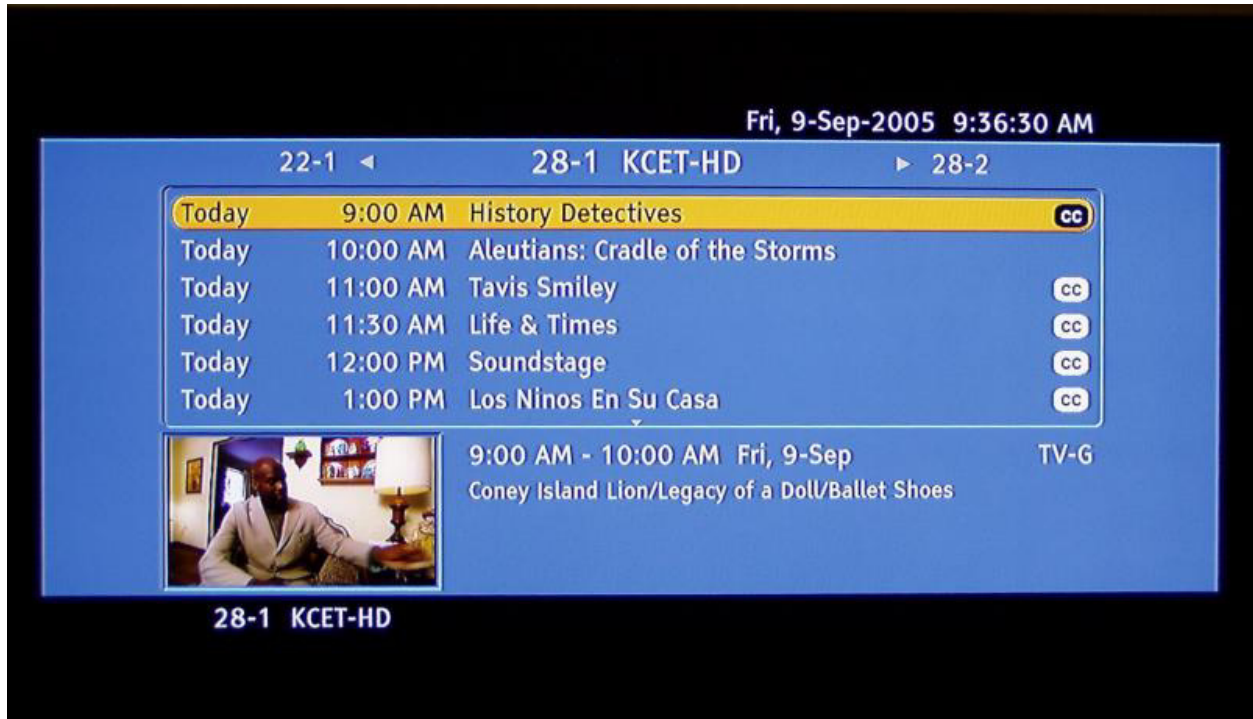 Fri, 9-Sep-2005 9:36:30 AM
22-1 ◄ 28-1 KCET-HD ► 28-2
Today 9:00 AM History Detectives CC
Today 10:00 AM Aleutians: Cradle of the Storms
Today 11:00 AM Tavis Smiley CC
Today 11:30 AM Life & Times CC
Today 12:00 PM Soundstage CC
Today 1:00 PM Los Ninos En Su Casa CC
9:00 AM - 10:00 AM Fri, 9-Sep TV-G
Coney Island Lion/Legacy of a Doll/Ballet Shoes
28-1 KCET-HD